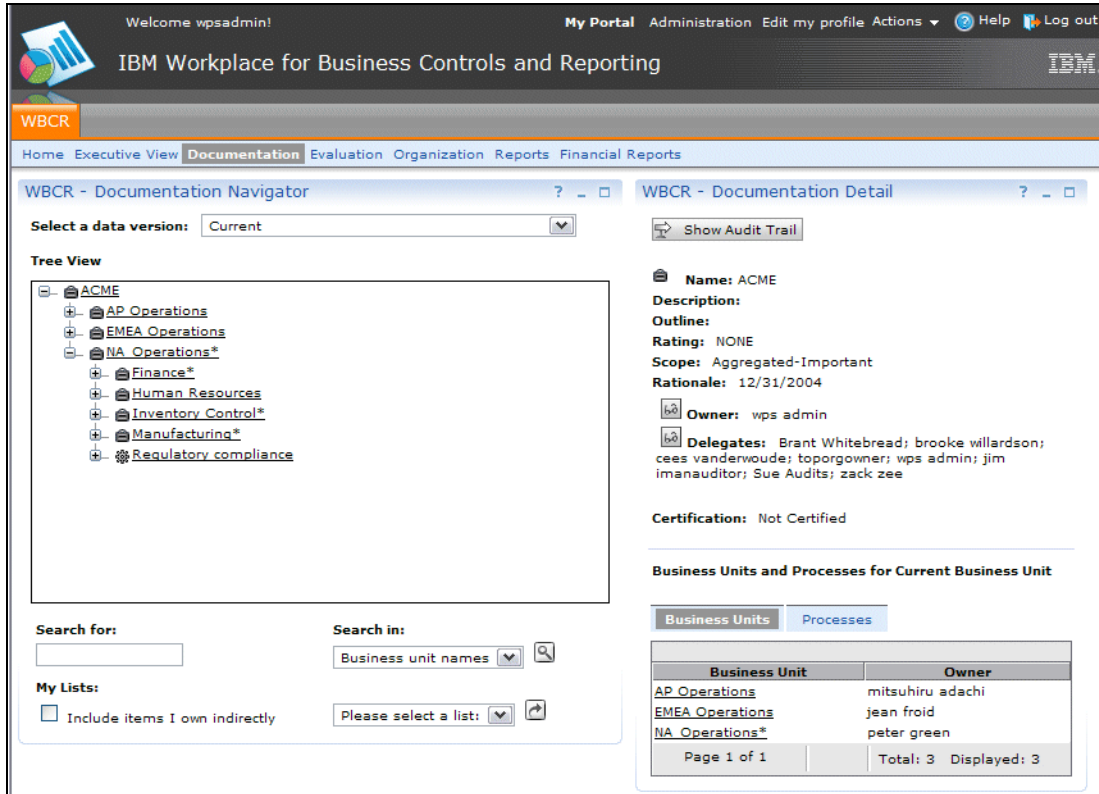 Welcome wpsadmin!
My Portal Administration Edit my profile Actions Help Log out
IBM Workplace for Business Controls and Reporting
IBM.
WBCR
Home Executive View Documentation Evaluation Organization Reports Financial Reports
WBCR - Documentation Navigator
Select a data version: Current
Tree View
ACME
AP Operations
EMEA Operations
NA Operations*
Finance*
Human Resources
Inventory Control*
Manufacturing*
Regulatory compliance
Search for:
Search in:
Business unit names
My Lists:
Include items I own indirectly
Please select a list:
WBCR - Documentation Detail
Show Audit Trail
Name: ACME
Description:
Outline:
Rating: NONE
Scope: Aggregated-Important
Rationale: 12/31/2004
Owner: wps admin
Delegates: Brant Whitebread; brooke willardson;
cees vanderwoude; toporgowner; wps admin; jim
imanauditor; Sue Audits; zack zee
Certification: Not Certified
Business Units and Processes for Current Business Unit
Business Units Processes
Business Unit Owner
AP Operations mitsuhiru adachi
EMEA Operations jean froid
NA Operations* peter green
Page 1 of 1 Total: 3 Displayed: 3